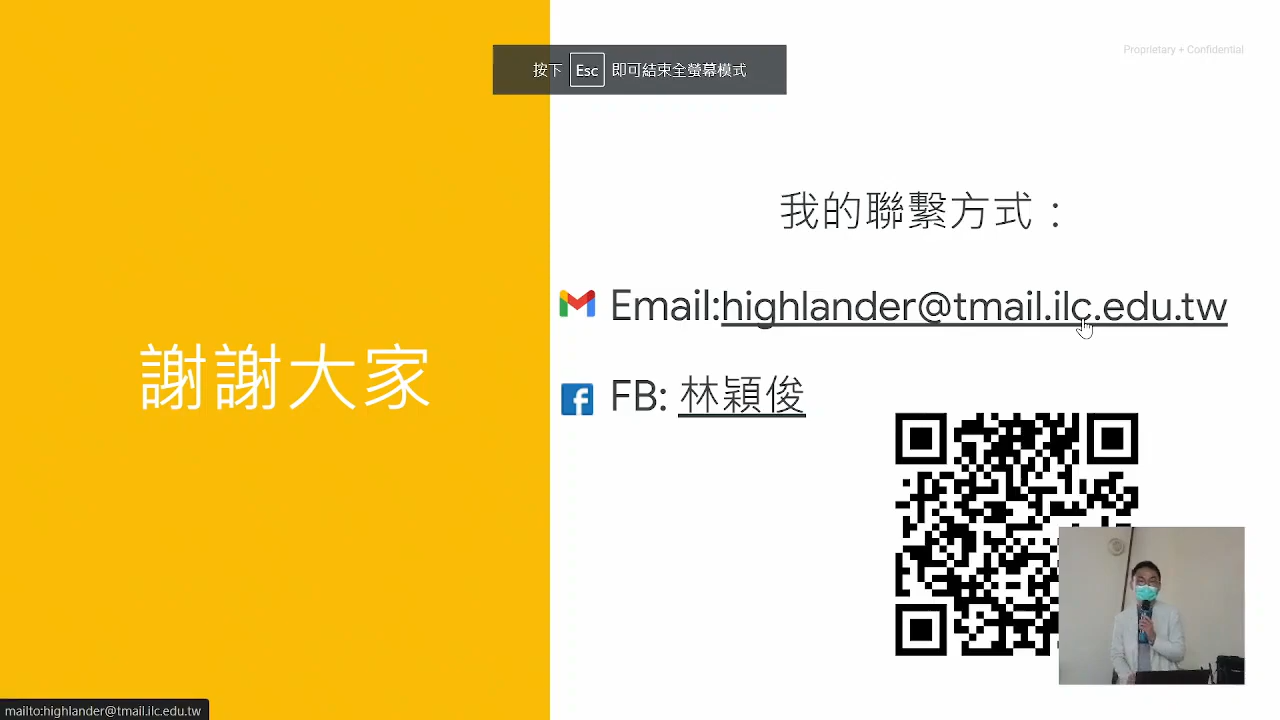 Proprietary + Confidential
按下 Esc 即可結束全螢幕模式
謝謝大家
我的聯繫方式：
Email:highlander@tmail.ilc.edu.tw
FB: 林穎俊
mailto:highlander@tmail.ilc.edu.tw